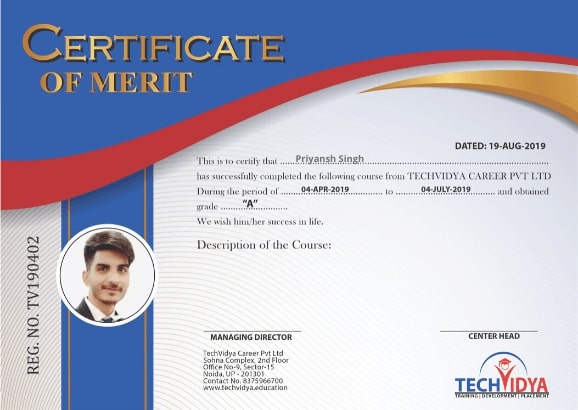 CERTIFICATE
OF MERIT
DATED: 19-AUG-2019
This is to certify that ....Priyansh Singh....
has successfully completed the following course from TECHVIDYA CAREER PVT LTD
During the period of ....04-APR-2019.... to ....04-JULY-2019.... and obtained
grade ...."A"....
We wish him/her success in life.
Description of the Course:
REG. NO. TV190402
MANAGING DIRECTOR
TechVidya Career Pvt Ltd
Sohna Complex, 2nd Floor
Office No-9, Sector-15
Noida, UP - 201301
Contact No. 8375966700
www.techvidya.education
CENTER HEAD
TECHVIDYA
TRAINING | DEVELOPMENT | PLACEMENT